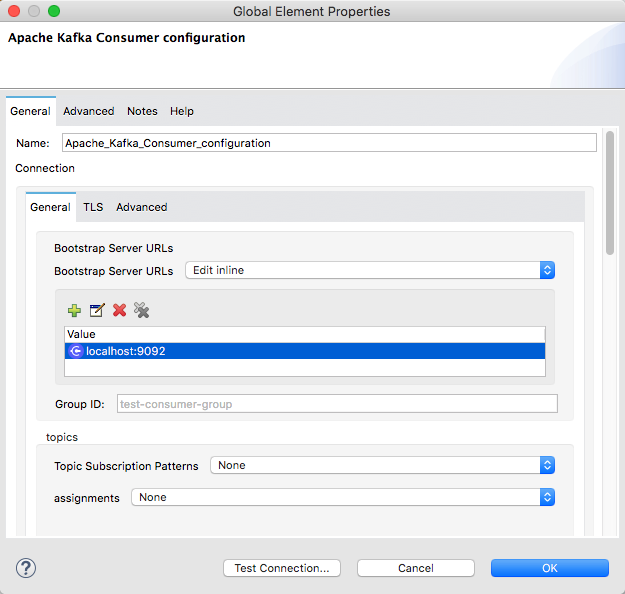 Global Element Properties
Apache Kafka Consumer configuration
General Advanced Notes Help
Name: Apache_Kafka_Consumer_configuration
Connection
General TLS Advanced
Bootstrap Server URLs
Bootstrap Server URLs Edit inline
Value
localhost:9092
Group ID: test-consumer-group
topics
Topic Subscription Patterns None
assignments None
? Test Connection... Cancel OK